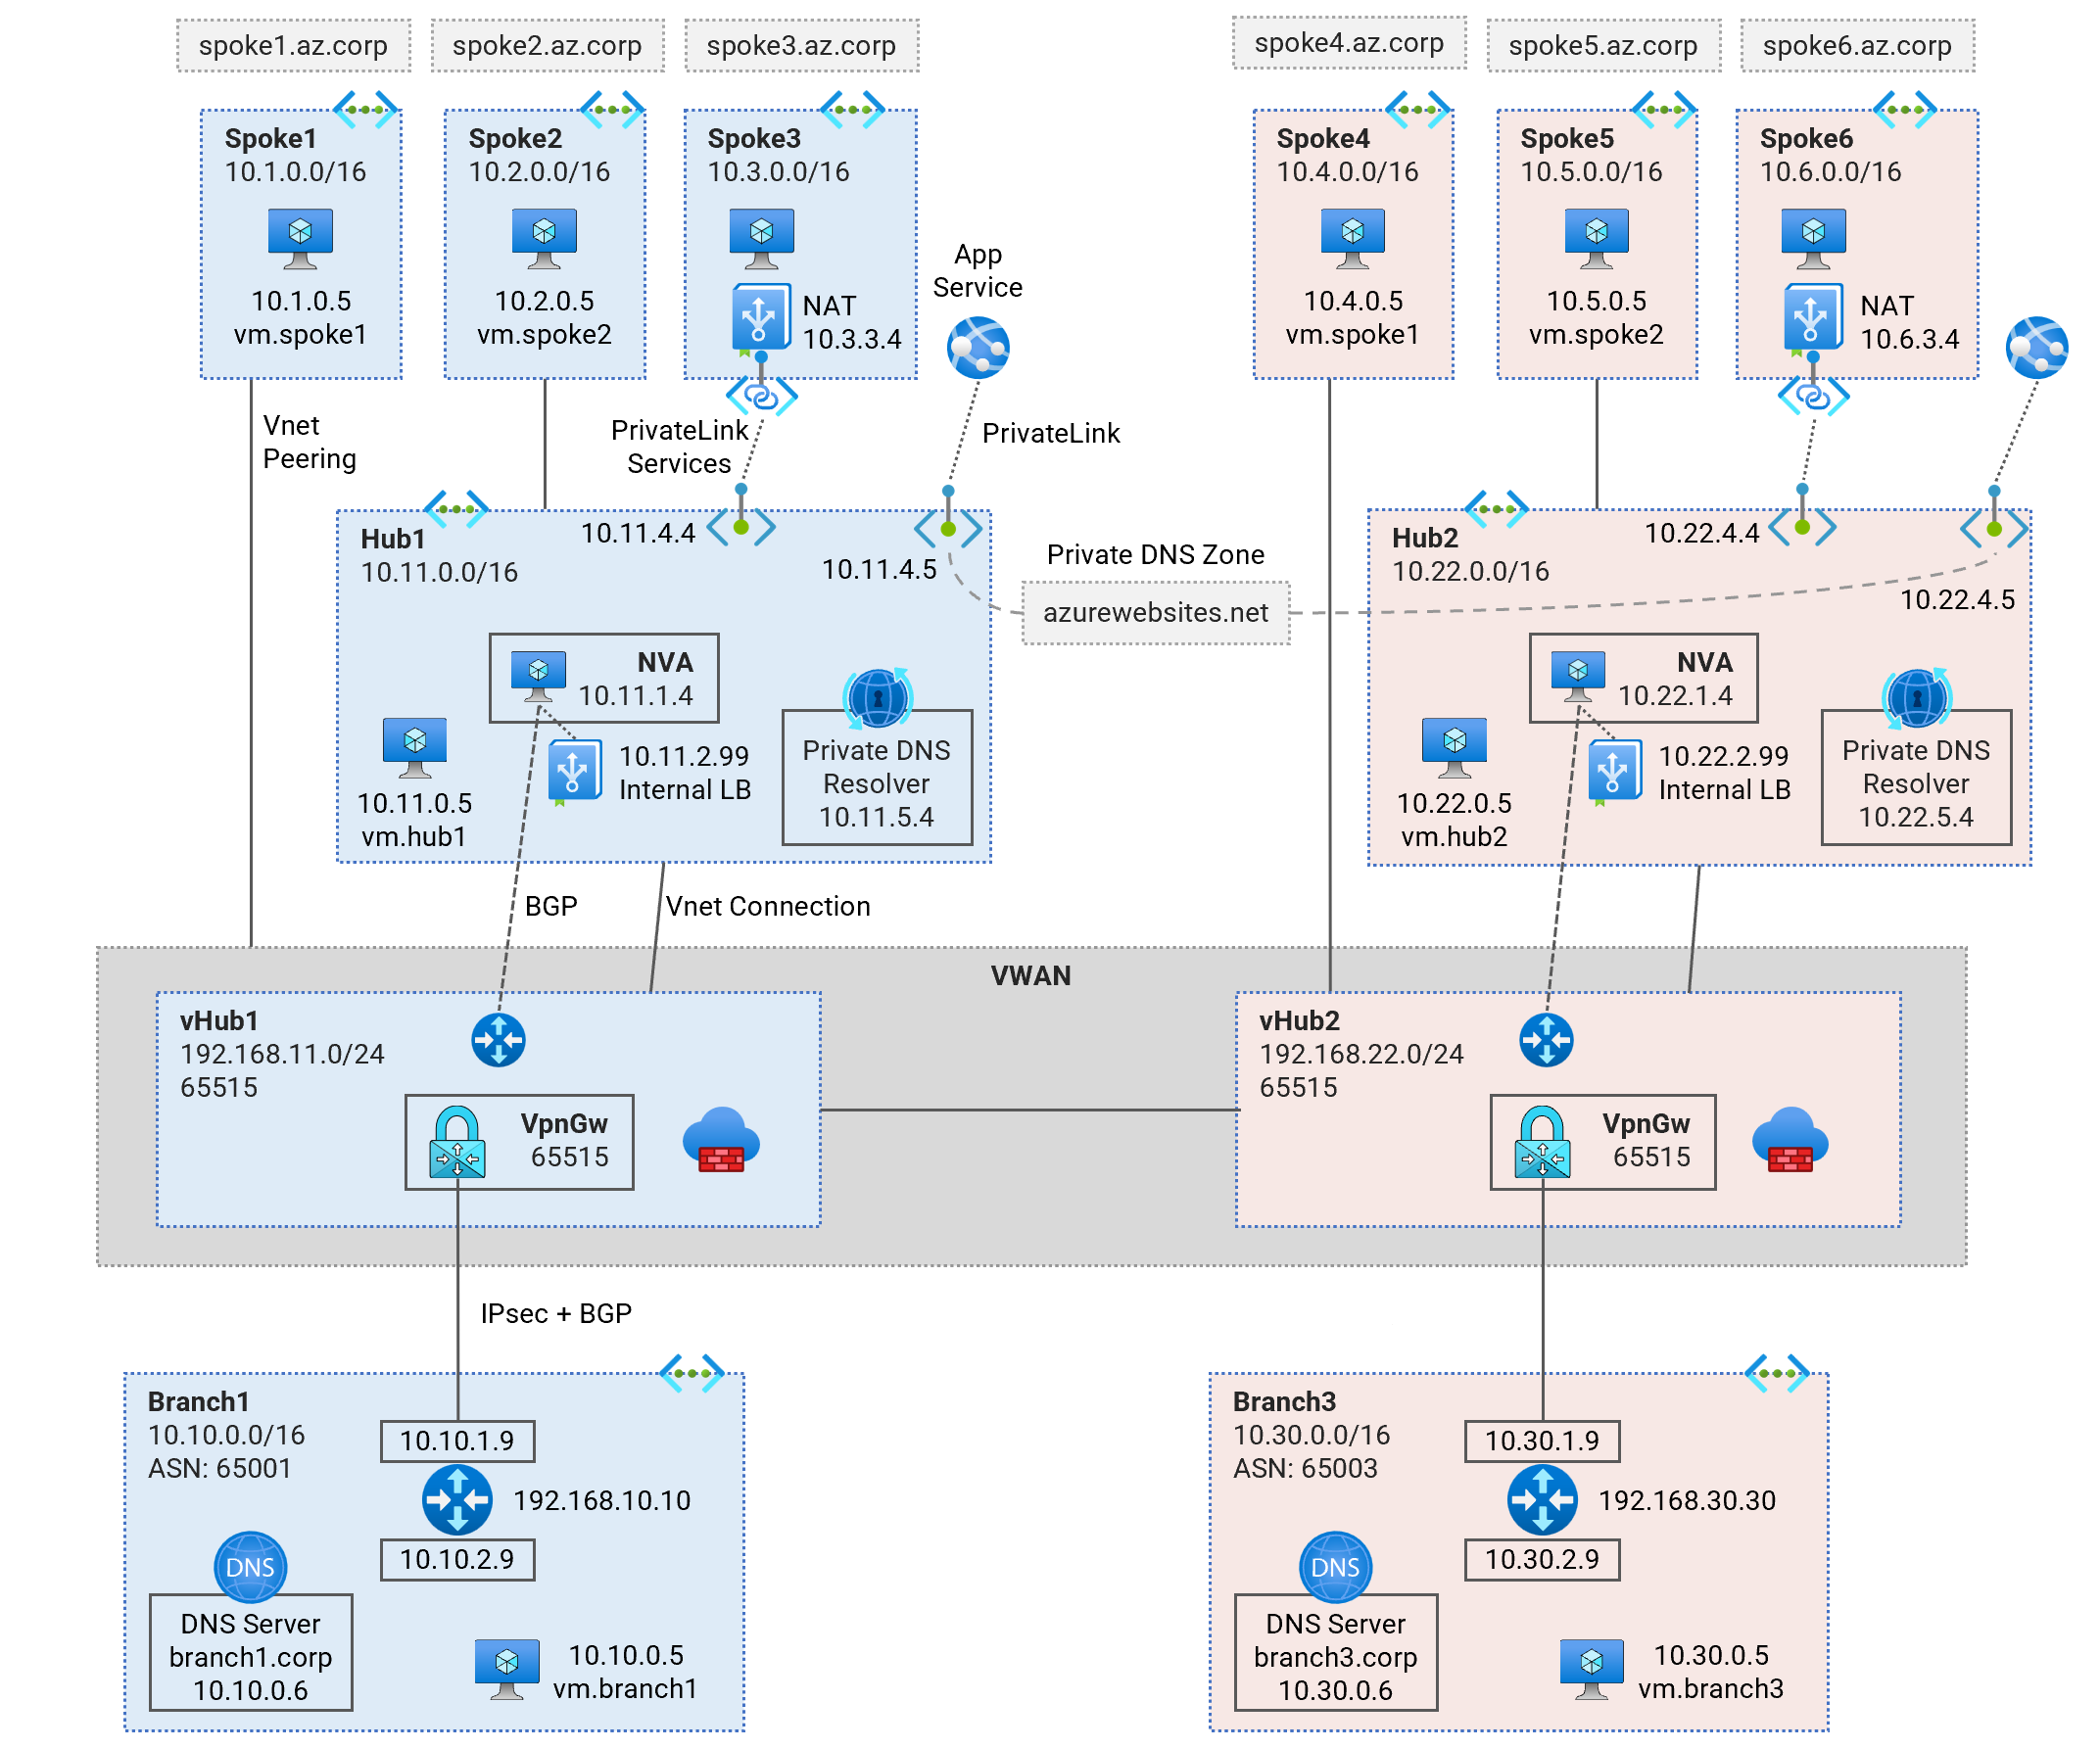 spoke1.az.corp
spoke2.az.corp
spoke3.az.corp
spoke4.az.corp
spoke5.az.corp
spoke6.az.corp
Spoke1
10.1.0.0/16
10.1.0.5
vm.spoke1
Spoke2
10.2.0.0/16
10.2.0.5
vm.spoke2
Spoke3
10.3.0.0/16
NAT
10.3.3.4
App
Service
Spoke4
10.4.0.0/16
10.4.0.5
vm.spoke1
Spoke5
10.5.0.0/16
10.5.0.5
vm.spoke2
Spoke6
10.6.0.0/16
NAT
10.6.3.4
Vnet
Peering
PrivateLink
Services
PrivateLink
Hub1
10.11.0.0/16
10.11.4.4
10.11.4.5
NVA
10.11.1.4
10.11.2.99
Internal LB
10.11.0.5
vm.hub1
Private DNS
Resolver
10.11.5.4
Private DNS Zone
azurewebsites.net
Hub2
10.22.0.0/16
10.22.4.4
10.22.4.5
NVA
10.22.1.4
10.22.2.99
Internal LB
10.22.0.5
vm.hub2
Private DNS
Resolver
10.22.5.4
BGP
Vnet Connection
VWAN
vHub1
192.168.11.0/24
65515
VpnGw
65515
vHub2
192.168.22.0/24
65515
VpnGw
65515
IPsec + BGP
Branch1
10.10.0.0/16
ASN: 65001
10.10.1.9
192.168.10.10
10.10.2.9
DNS
DNS Server
branch1.corp
10.10.0.6
10.10.0.5
vm.branch1
Branch3
10.30.0.0/16
ASN: 65003
10.30.1.9
192.168.30.30
10.30.2.9
DNS
DNS Server
branch3.corp
10.30.0.6
10.30.0.5
vm.branch3